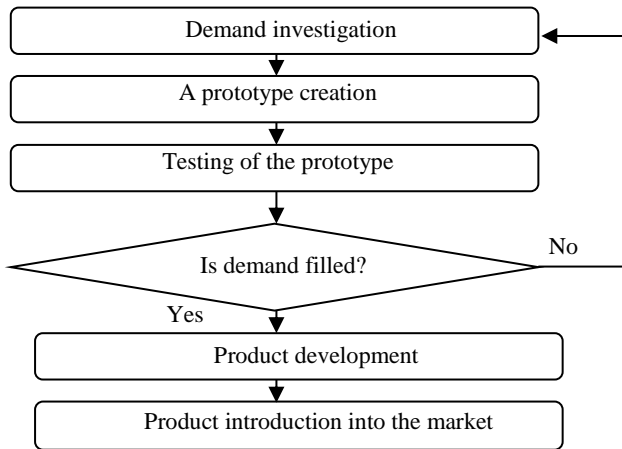 Demand investigation
A prototype creation
Testing of the prototype
Is demand filled?
No
Yes
Product development
Product introduction into the market